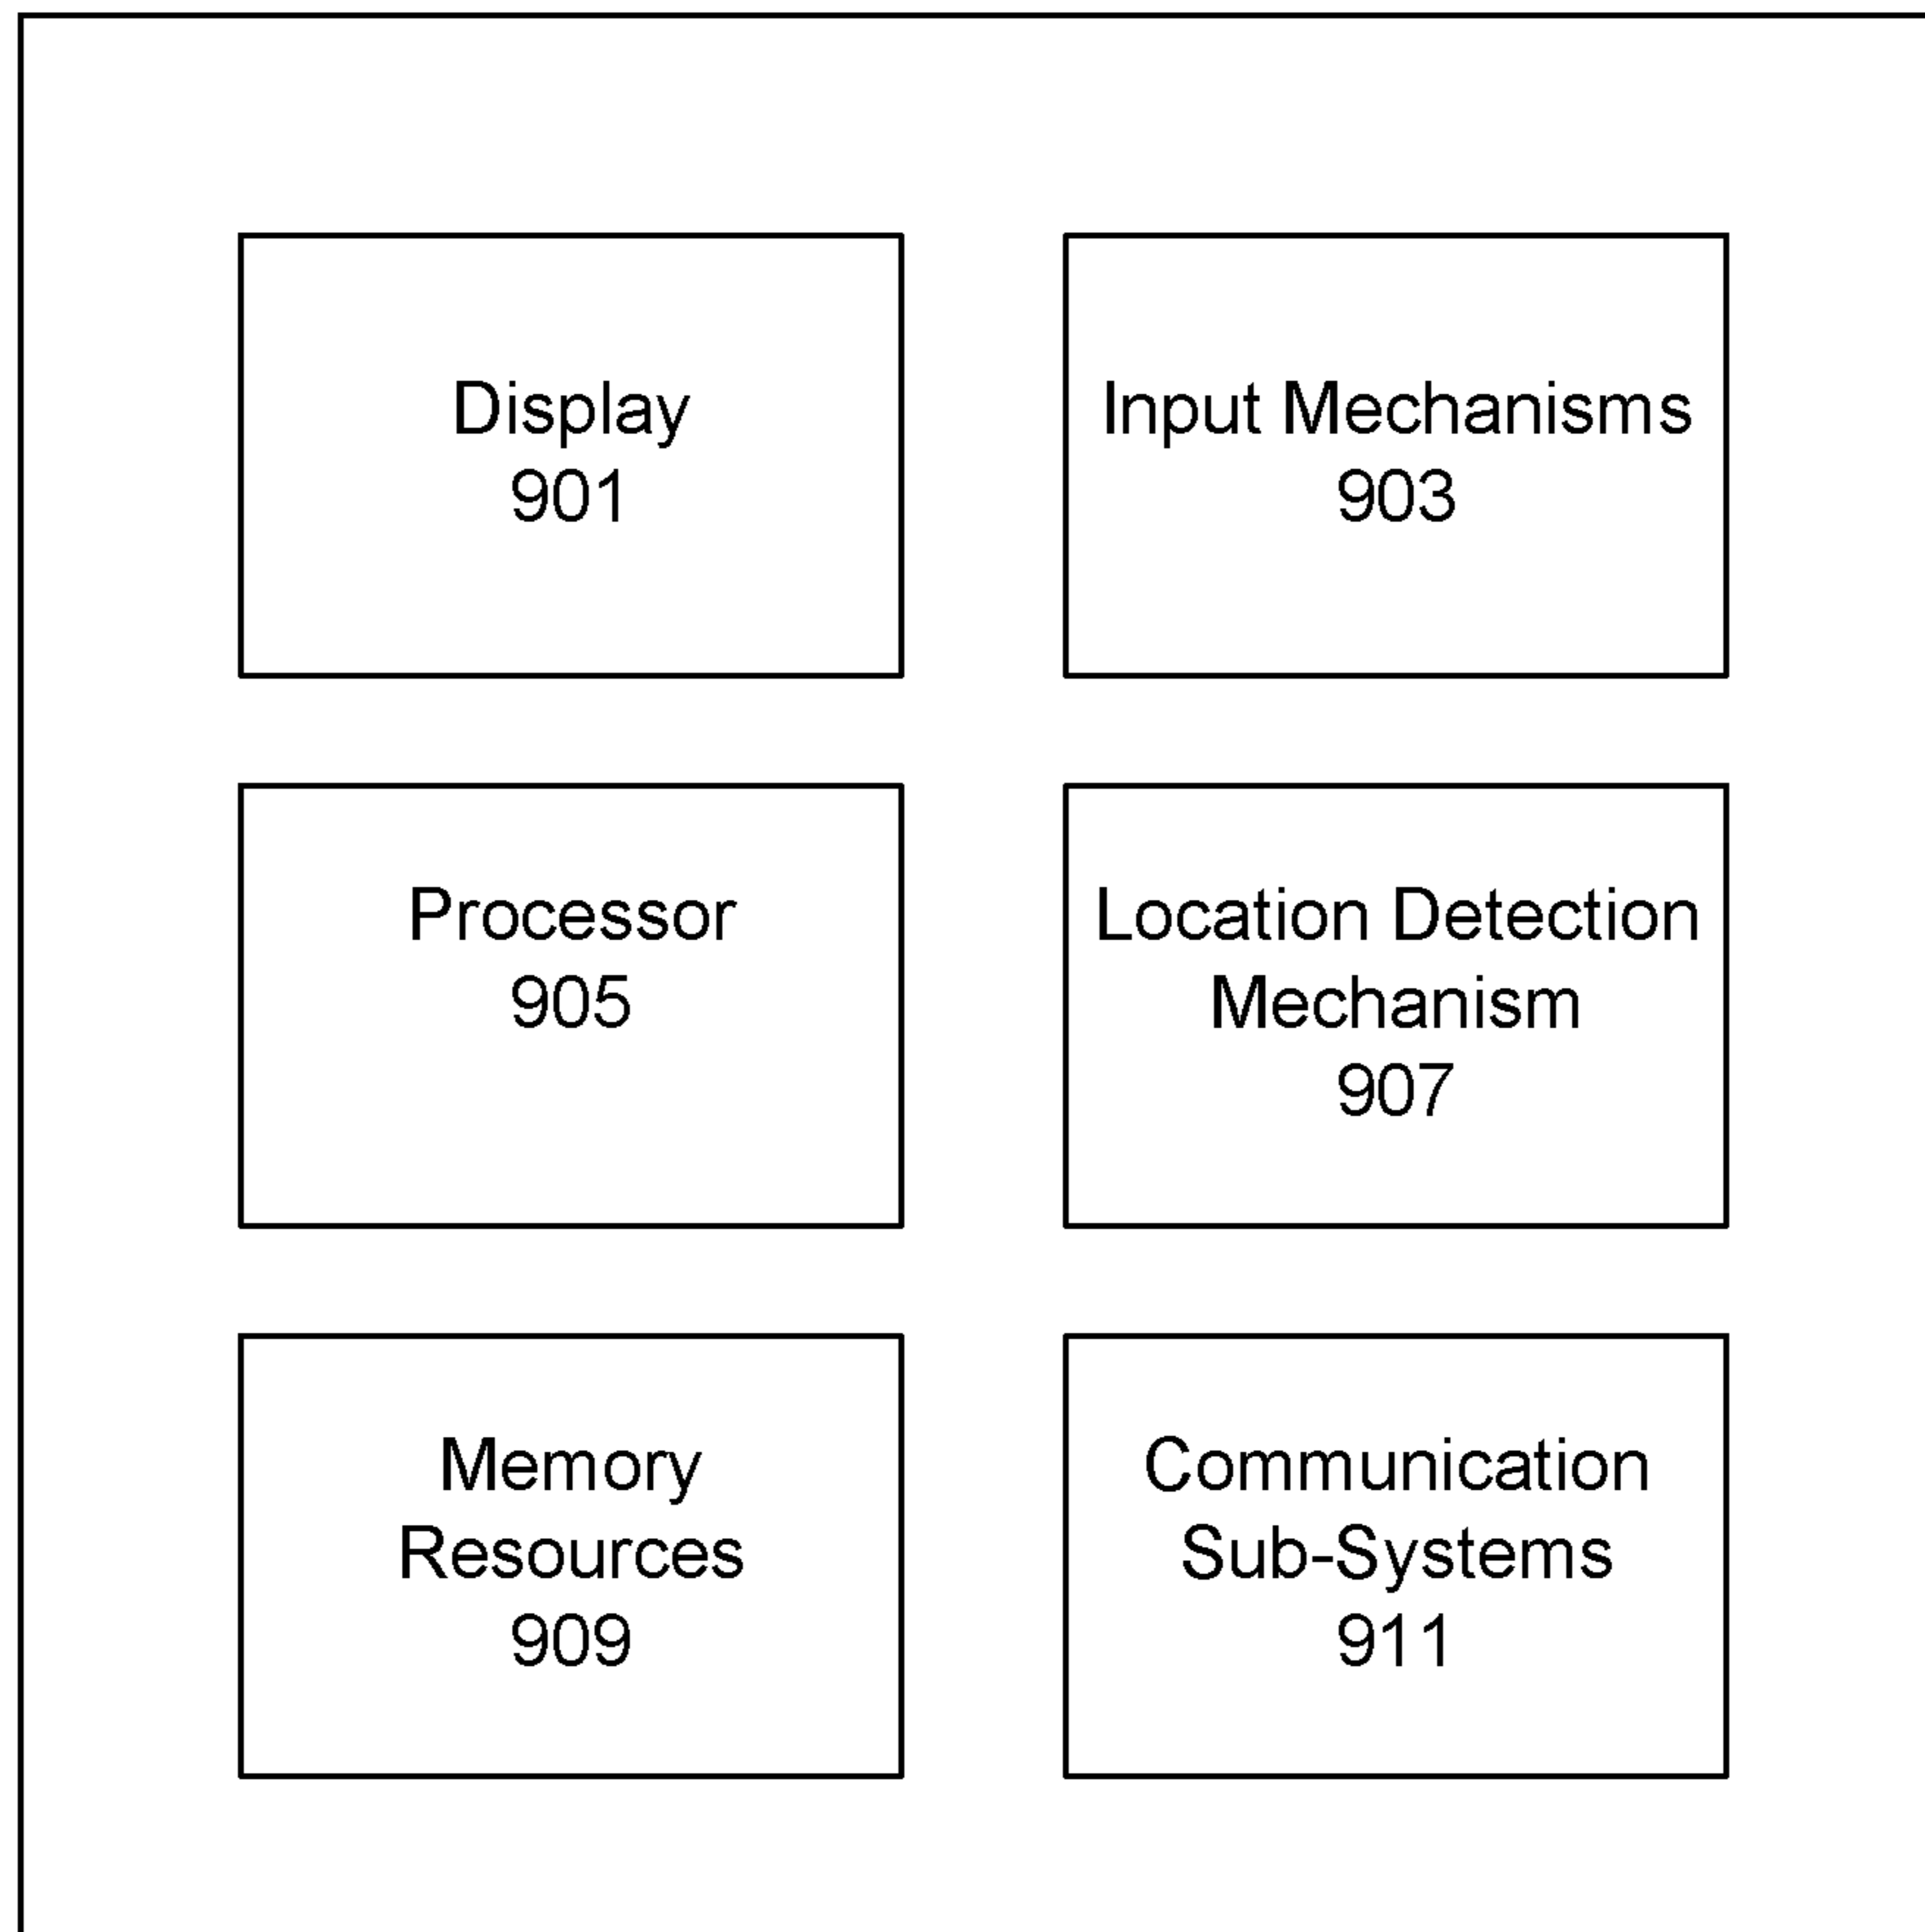 Display
901
Input Mechanisms
903
Processor
905
Location Detection
Mechanism
907
Memory
Resources
909
Communication
Sub-Systems
911